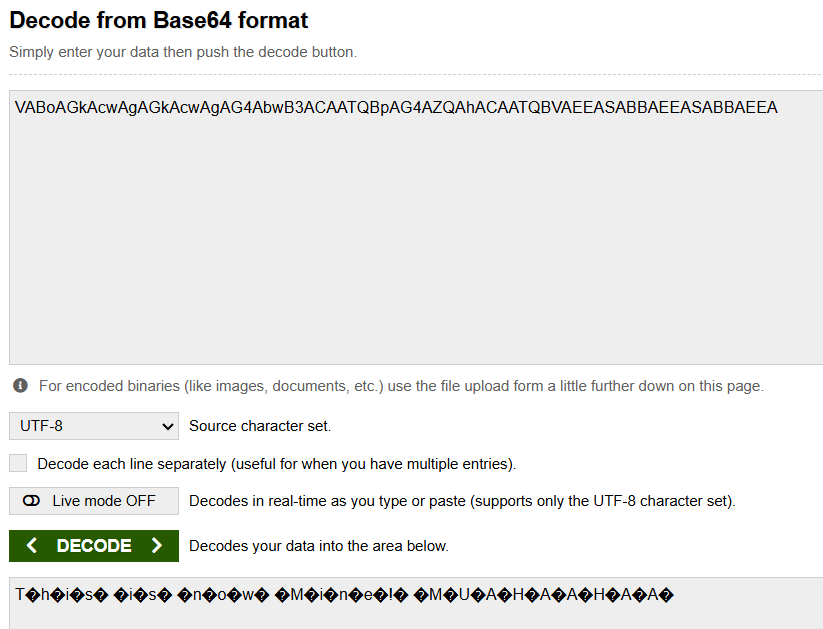 Decode from Base64 format
Simply enter your data then push the decode button.
VABoAGkAcwAgAGkAcwAgAG4AbwB3ACAATQBpAG4AZQAhACAATQBVAEEASABBAEEASABBAEEA
For encoded binaries (like images, documents, etc.) use the file upload form a little further down on this page.
UTF-8 Source character set.
Decode each line separately (useful for when you have multiple entries).
Live mode OFF Decodes in real-time as you type or paste (supports only the UTF-8 character set).
< DECODE > Decodes your data into the area below.
T�h�i�s� �i�s� �n�o�w� �M�i�n�e�!� �M�U�A�H�A�A�H�A�A�